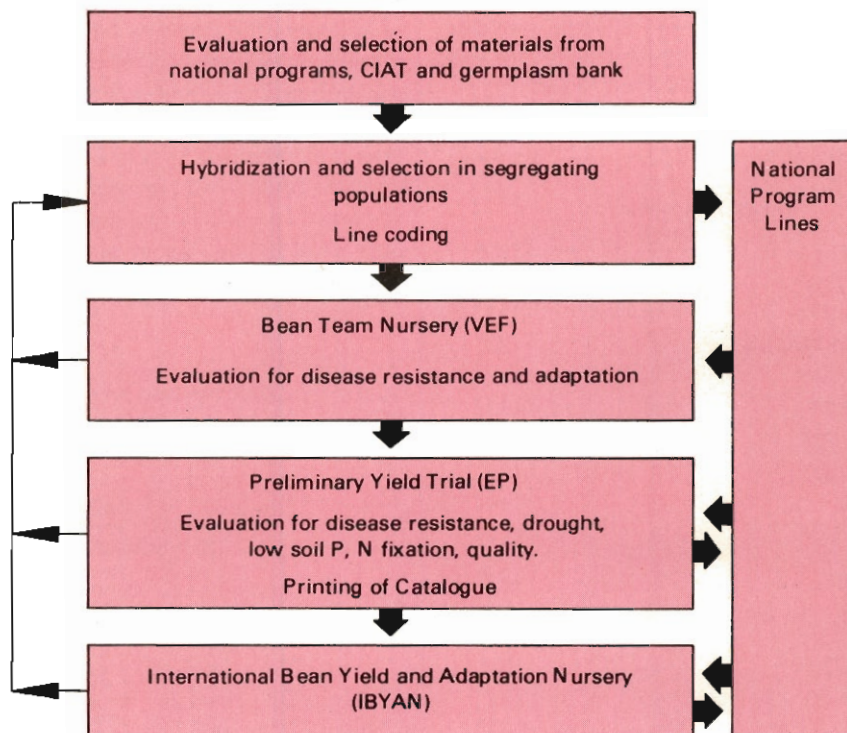 Evaluation and selection of materials from
national programs, CIAT and germplasm bank
Hybridization and selection in segregating
populations
Line coding
National
Program
Lines
Bean Team Nursery (VEF)
Evaluation for disease resistance and adaptation
Preliminary Yield Trial (EP)
Evaluation for disease resistance, drought,
low soil P, N fixation, quality.
Printing of Catalogue
International Bean Yield and Adaptation Nursery
(IBYAN)